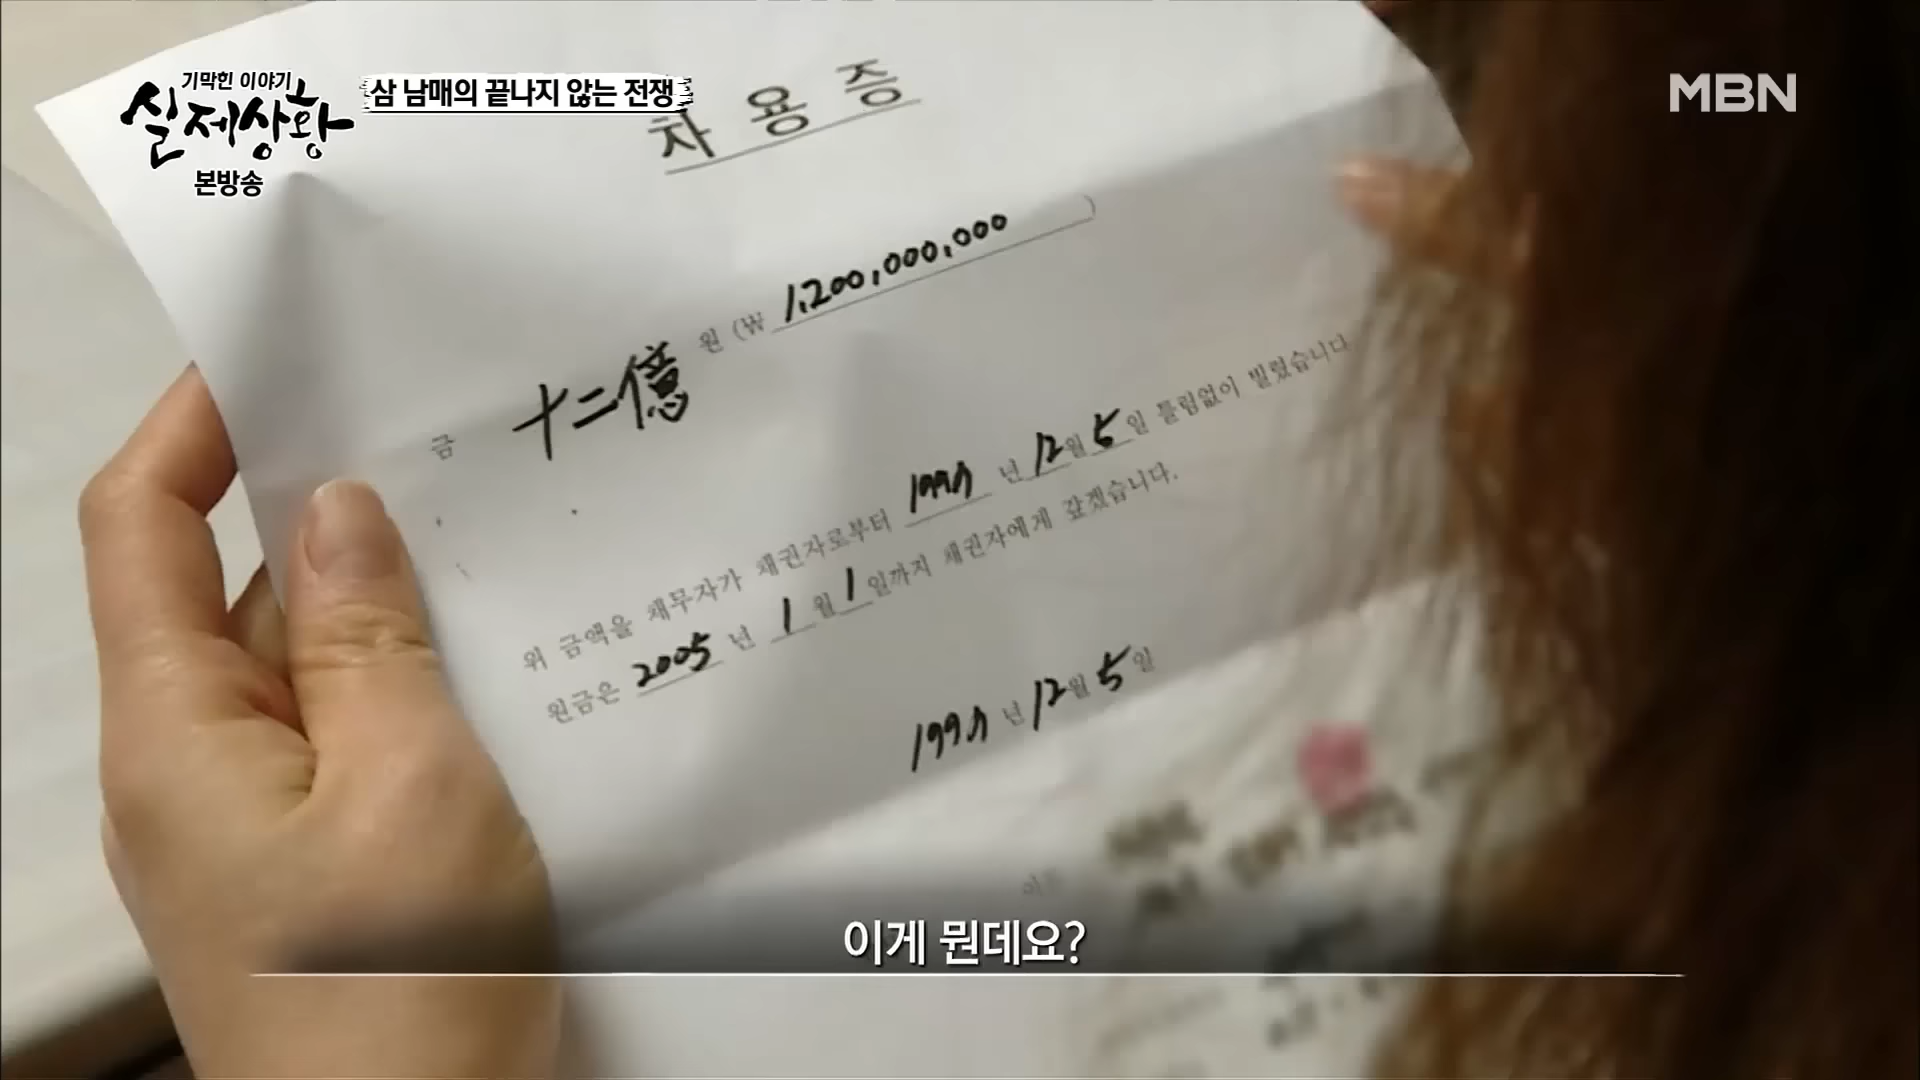 기막힌 이야기
실제상황
본방송
삼 남매의 끝나지 않는 전쟁
MBN
차 용 증
금 十二億 원 (₩ 1,200,000,000 )
위 금액을 채무자가 채권자로부터 1997 년 12월 5일 틀림없이 빌렸습니다.
원금은 2005 년 1 월 1 일까지 채권자에게 갚겠습니다.
1997 년 12월 5일
이게 뭔데요?